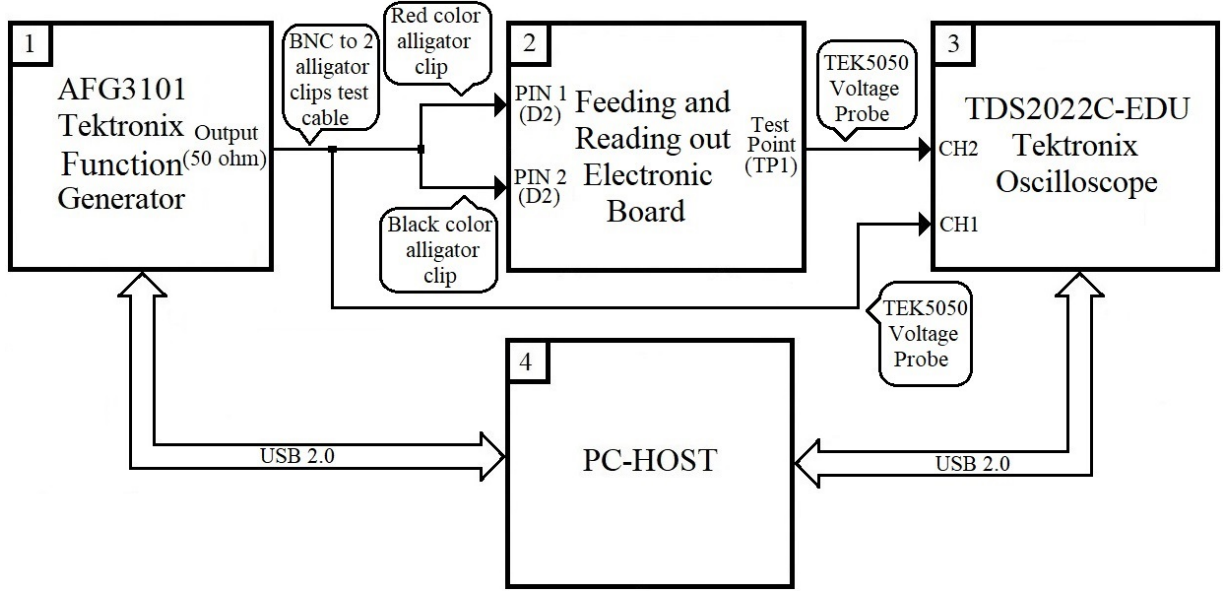 1
AFG3101
Tektronix
Function
Generator
Output
(50 ohm)
BNC to 2
alligator
clips test
cable
Red color
alligator
clip
Black color
alligator
clip
2
PIN 1
(D2)
PIN 2
(D2)
Feeding and
Reading out
Electronic
Board
Test
Point
(TP1)
TEK5050
Voltage
Probe
3
TDS2022C-EDU
Tektronix
Oscilloscope
CH2
CH1
TEK5050
Voltage
Probe
4
PC-HOST
USB 2.0
USB 2.0